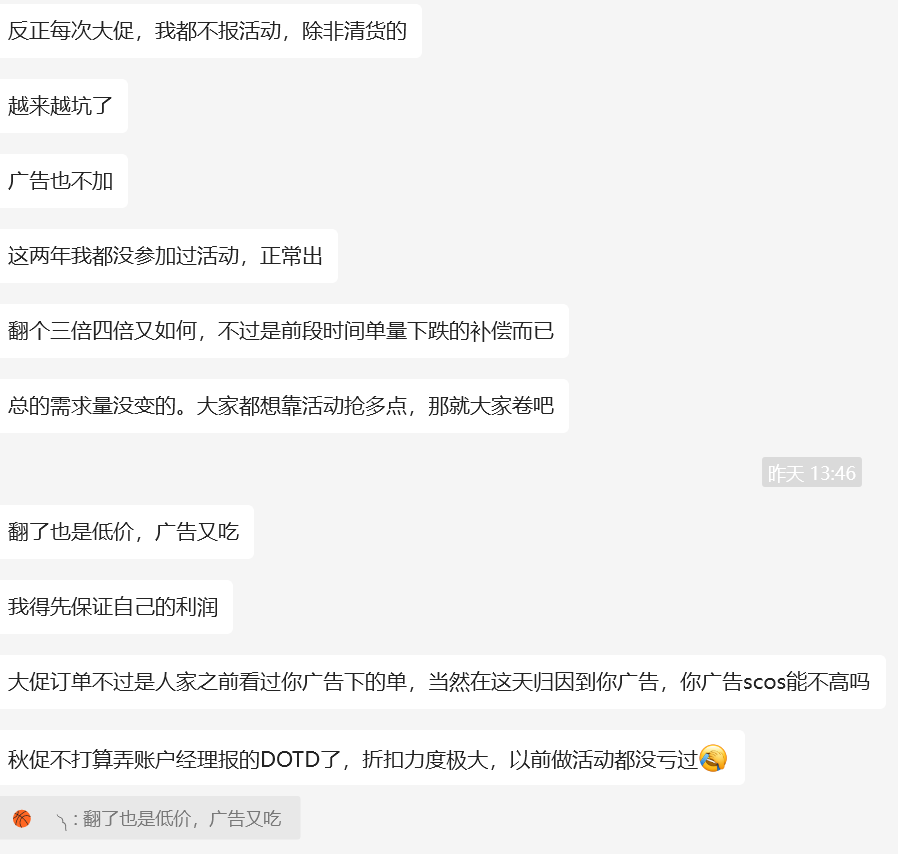 反正每次大促，我都不报活动，除非清货的
越来越坑了
广告也不加
这两年我都没参加过活动，正常出
翻个三倍四倍又如何，不过是前段时间单量下跌的补偿而已
总的需求量没变的。大家都想靠活动抢多点，那就大家卷吧
昨天 13:46
翻了也是低价，广告又吃
我得先保证自己的利润
大促订单不过是人家之前看过你广告下的单，当然在这天归因到你广告，你广告scos能不高吗
秋促不打算弄账户经理报的DOTD了，折扣力度极大，以前做活动都没亏过
: 翻了也是低价，广告又吃